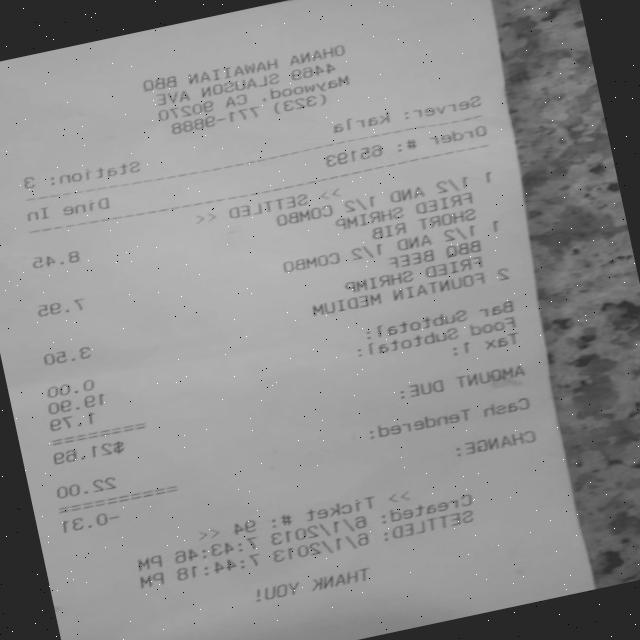 OHANA HAWAIIAN BBQ
4469 SLAUSON AVE
Maywood, CA 90270
(323) 771-9888
Server: Karla
Station: 3
Order #: 65193
Dine In
>> SETTLED <<
1 1/2 AND 1/2 COMBO 8.45
FRIED SHRIMP
SHORT RIB
1 1/2 AND 1/2 COMBO 7.95
BBQ BEEF
FRIED SHRIMP
2 FOUNTAIN MEDIUM 3.50
Bar Subtotal: 0.00
Food Subtotal: 19.90
Tax 1: 1.79
=========
AMOUNT DUE: $21.69
Cash Tendered: 22.00
===========
CHANGE: -0.31
>> Ticket #: 94 <<
Created: 6/1/2013 7:43:46 PM
SETTLED: 6/1/2013 7:44:18 PM
THANK YOU!